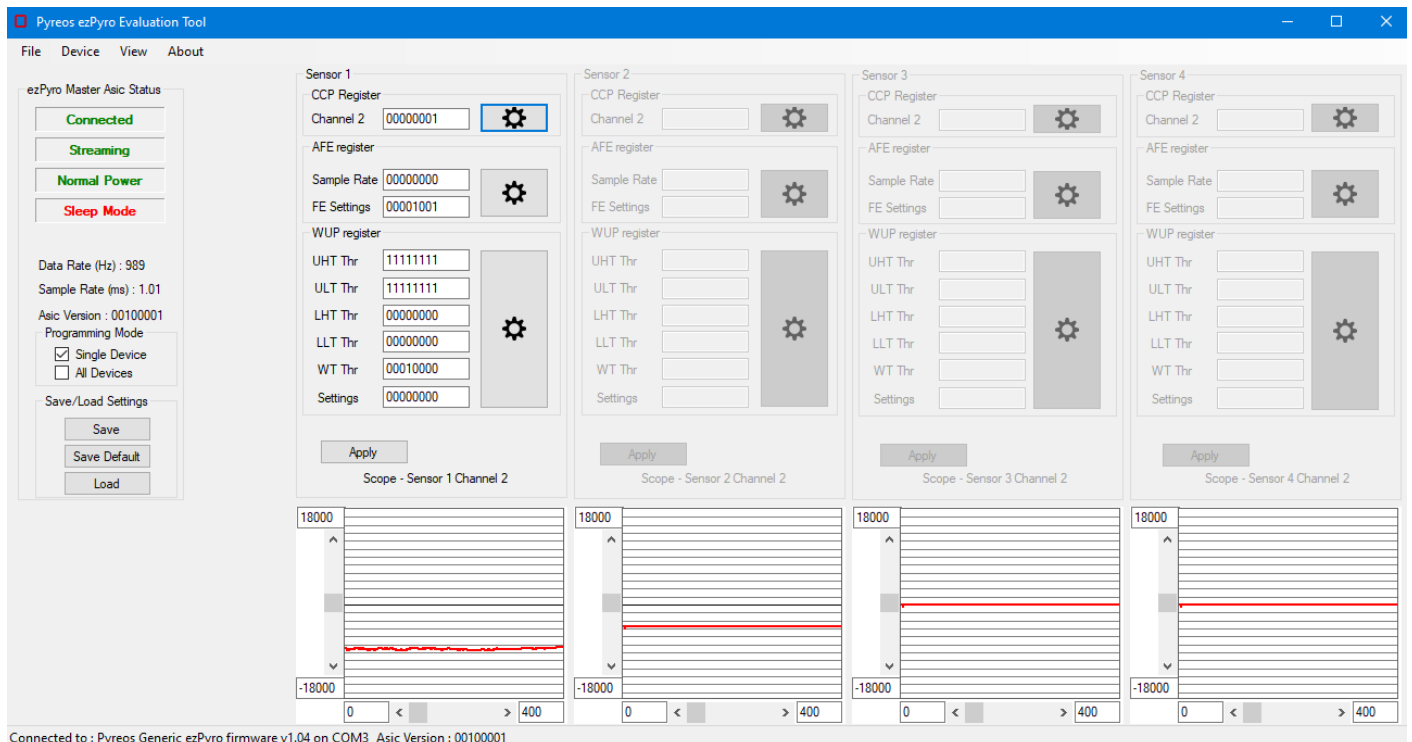 Pyreos ezPyro Evaluation Tool
File Device View About
ezPyro Master Asic Status
Connected
Streaming
Normal Power
Sleep Mode
Data Rate (Hz) : 989
Sample Rate (ms) : 1.01
Asic Version : 00100001
Programming Mode
Single Device
All Devices
Save/Load Settings
Save
Save Default
Load
Sensor 1
CCP Register
Channel 2 00000001
AFE register
Sample Rate 00000000
FE Settings 00001001
WUP register
UHT Thr 11111111
ULT Thr 11111111
LHT Thr 00000000
LLT Thr 00000000
WT Thr 00010000
Settings 00000000
Apply
Scope - Sensor 1 Channel 2
18000
-18000
0 < > 400
Sensor 2
CCP Register
Channel 2
AFE register
Sample Rate
FE Settings
WUP register
UHT Thr
ULT Thr
LHT Thr
LLT Thr
WT Thr
Settings
Apply
Scope - Sensor 2 Channel 2
18000
-18000
0 < > 400
Sensor 3
CCP Register
Channel 2
AFE register
Sample Rate
FE Settings
WUP register
UHT Thr
ULT Thr
LHT Thr
LLT Thr
WT Thr
Settings
Apply
Scope - Sensor 3 Channel 2
18000
-18000
0 < > 400
Sensor 4
CCP Register
Channel 2
AFE register
Sample Rate
FE Settings
WUP register
UHT Thr
ULT Thr
LHT Thr
LLT Thr
WT Thr
Settings
Apply
Scope - Sensor 4 Channel 2
18000
-18000
0 < > 400
Connected to : Pyreos Generic ezPyro firmware v1.04 on COM3 Asic Version : 00100001